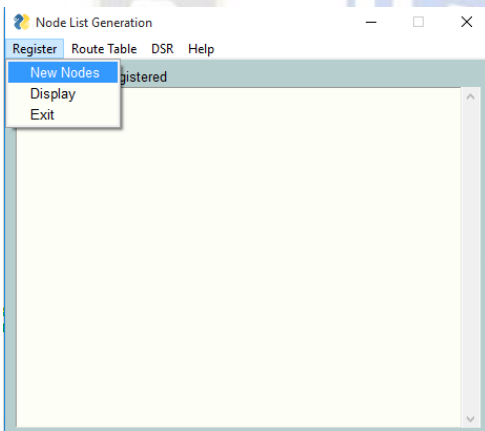 Node List Generation
Register Route Table DSR Help
New Nodes
gistered
Display
Exit